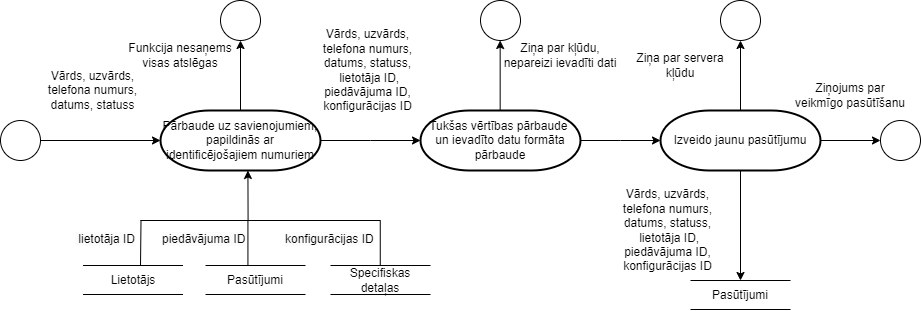 Vārds, uzvārds,
telefona numurs,
datums, statuss
Funkcija nesaņems
visas atslēgas
Pārbaude uz savienojumiem,
papildinās ar
identificējošajiem numuriem
lietotāja ID
piedāvājuma ID
konfigurācijas ID
Lietotājs
Pasūtījumi
Specifiskas
detaļas
Vārds, uzvārds,
telefona numurs,
datums, statuss,
lietotāja ID,
piedāvājuma ID,
konfigurācijas ID
Ziņa par kļūdu,
nepareizi ievadīti dati
Tukšas vērtības pārbaude
un ievadīto datu formāta
pārbaude
Ziņa par servera
kļūdu
Izveido jaunu pasūtījumu
Ziņojums par
veikmīgo pasūtīšanu
Vārds, uzvārds,
telefona numurs,
datums, statuss,
lietotāja ID,
piedāvājuma ID,
konfigurācijas ID
Pasūtījumi